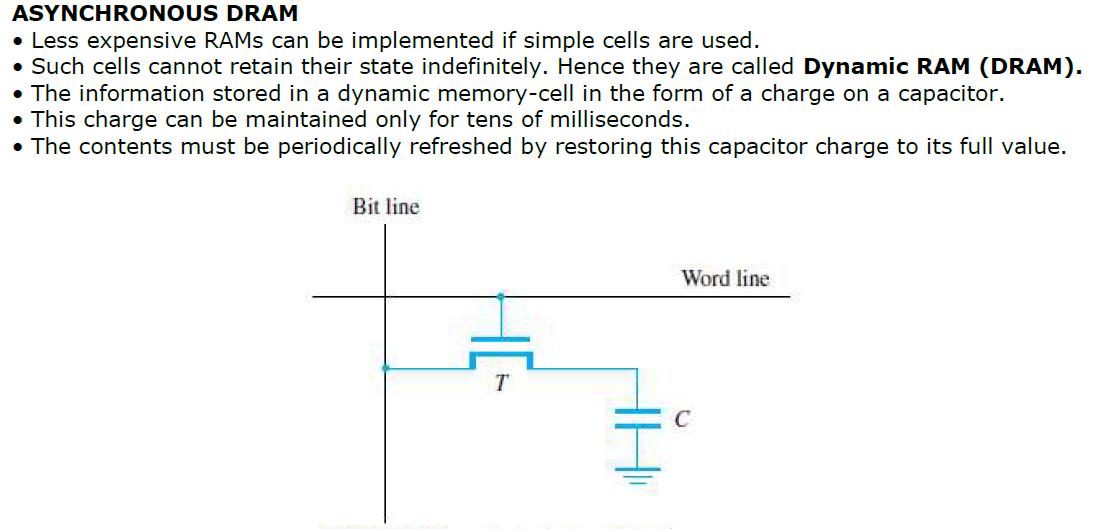 ASYNCHRONOUS DRAM
• Less expensive RAMs can be implemented if simple cells are used.
• Such cells cannot retain their state indefinitely. Hence they are called Dynamic RAM (DRAM).
• The information stored in a dynamic memory-cell in the form of a charge on a capacitor.
• This charge can be maintained only for tens of milliseconds.
• The contents must be periodically refreshed by restoring this capacitor charge to its full value.
Bit line
Word line
T
C